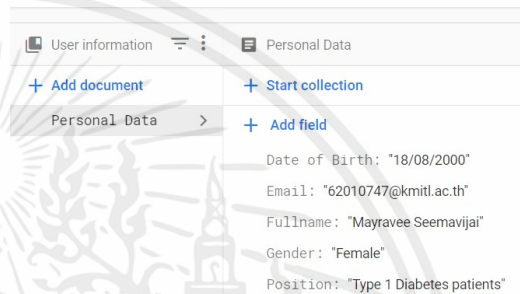 User information
Personal Data
+ Add document
+ Start collection
Personal Data >
+ Add field
Date of Birth: "18/08/2000"
Email: "62010747@kmitl.ac.th"
Fullname: "Mayravee Seemavijai"
Gender: "Female"
Position: "Type 1 Diabetes patients"